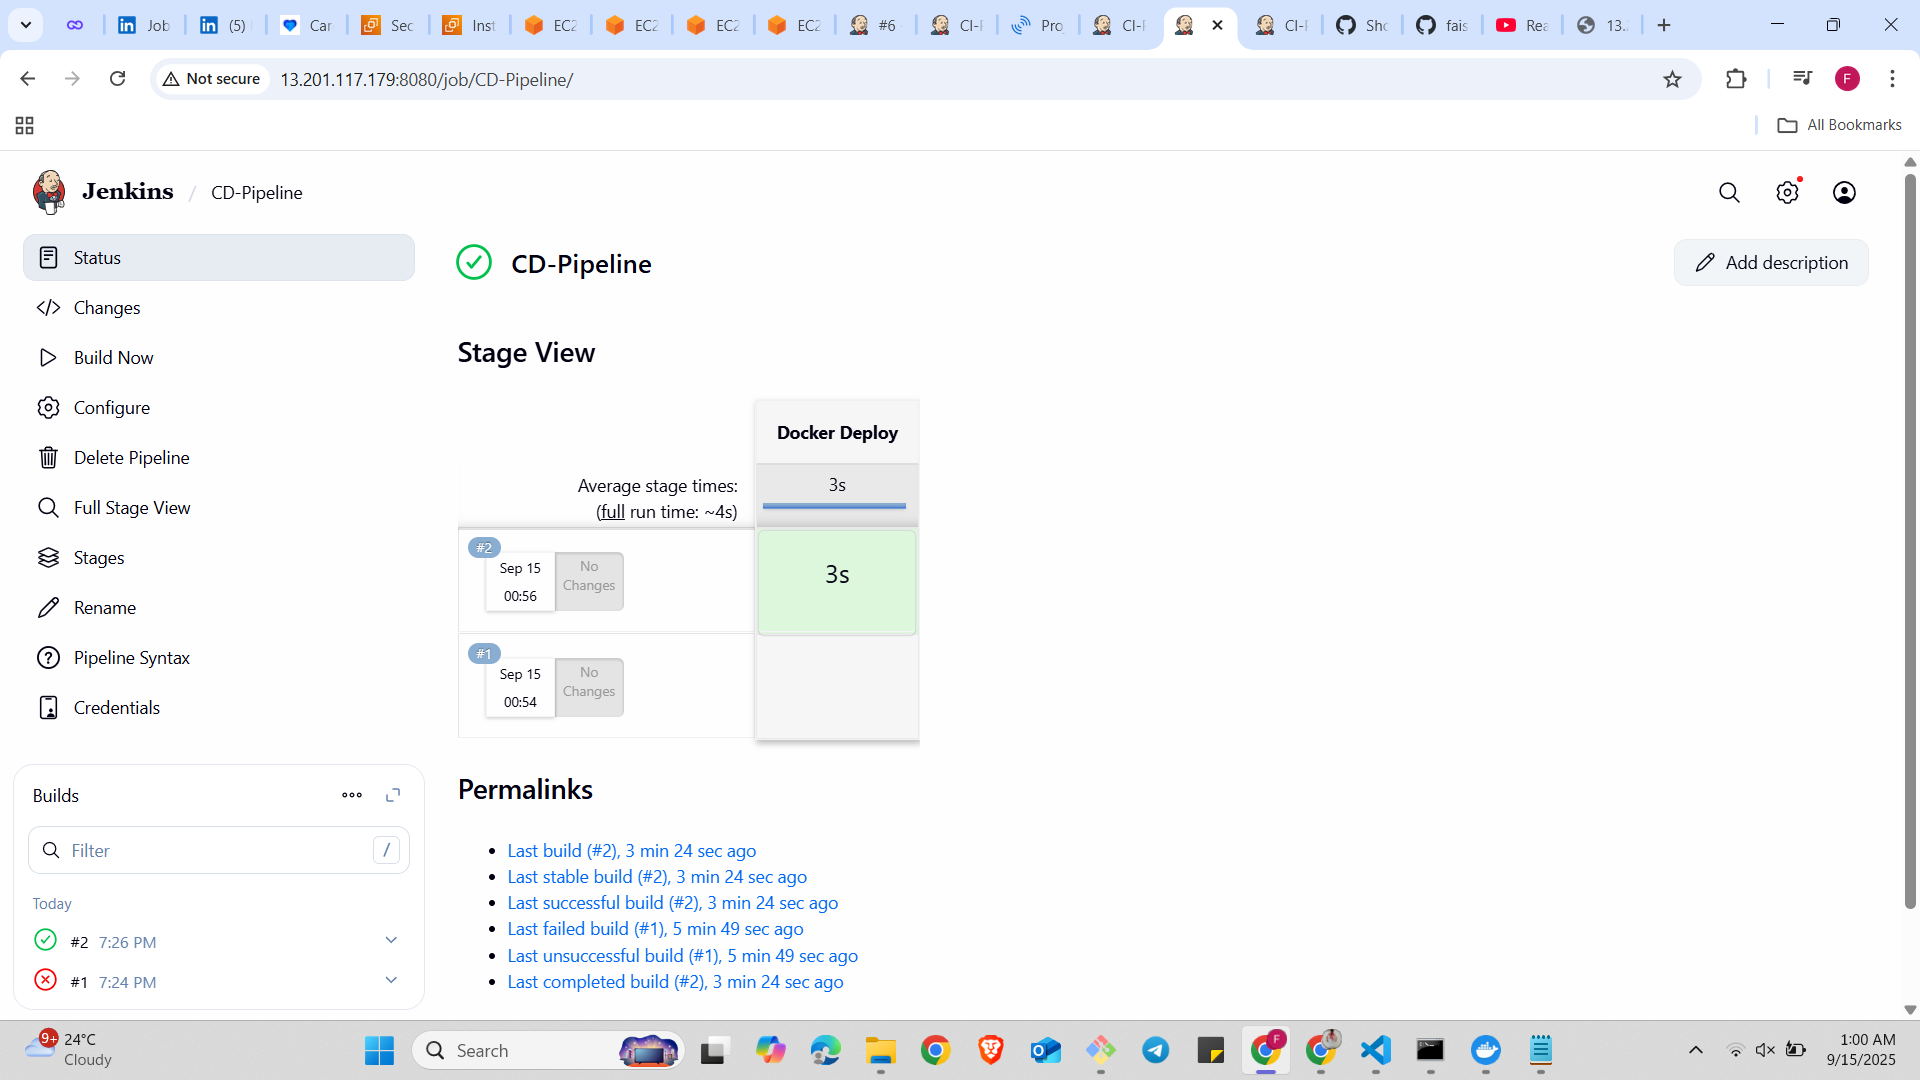 Job
(5)
Car
Sec
Inst
EC2
EC2
EC2
EC2
#6
CI-P
Pro
CI-P
CI-P
Sho
fais
Rea
13.2
Not secure
13.201.117.179:8080/job/CD-Pipeline/
F
All Bookmarks
Jenkins / CD-Pipeline
Status
Changes
Build Now
Configure
Delete Pipeline
Full Stage View
Stages
Rename
Pipeline Syntax
Credentials
Builds
Filter
/
Today
#2 7:26 PM
#1 7:24 PM
CD-Pipeline
Add description
Stage View
Docker Deploy
Average stage times:
(full run time: ~4s)
3s
#2
Sep 15
00:56
No
Changes
3s
#1
Sep 15
00:54
No
Changes
Permalinks
Last build (#2), 3 min 24 sec ago
Last stable build (#2), 3 min 24 sec ago
Last successful build (#2), 3 min 24 sec ago
Last failed build (#1), 5 min 49 sec ago
Last unsuccessful build (#1), 5 min 49 sec ago
Last completed build (#2), 3 min 24 sec ago
9+
24°C
Cloudy
Search
F
1:00 AM
9/15/2025